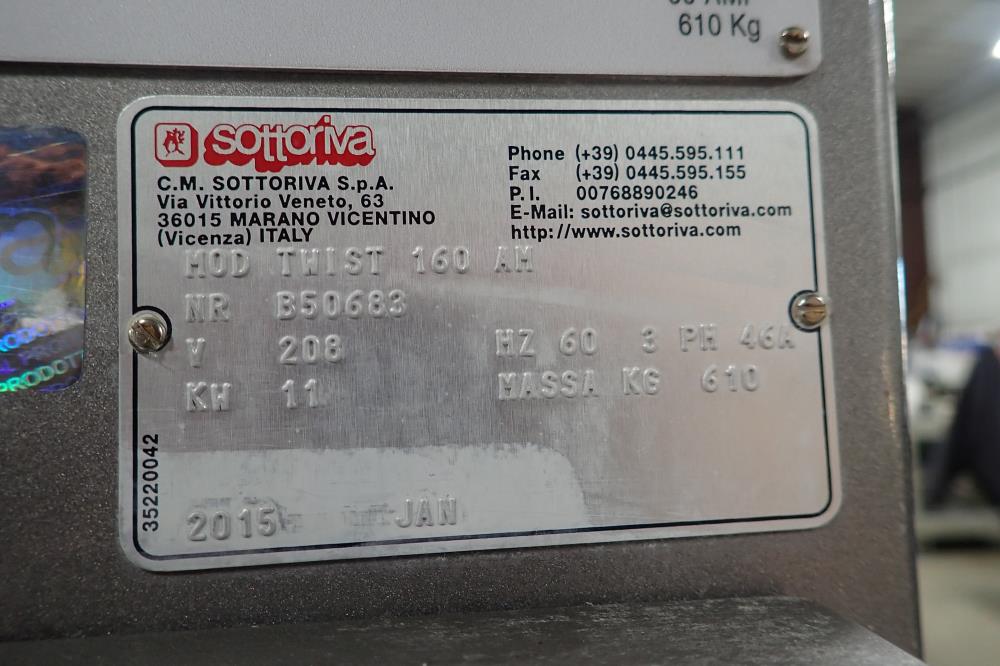 610 Kg
sottoriva
C.M. SOTTORIVA S.p.A.
Via Vittorio Veneto, 63
36015 MARANO VICENTINO
(Vicenza) ITALY
Phone (+39) 0445.595.111
Fax (+39) 0445.595.155
P.I. 00768890246
E-Mail: sottoriva@sottoriva.com
http://www.sottoriva.com
MOD TWIST 160 AH
NR B50683
V 208 HZ 60 3 PH 46A
KW 11 MASSA KG 610
35220042
2015 JAN